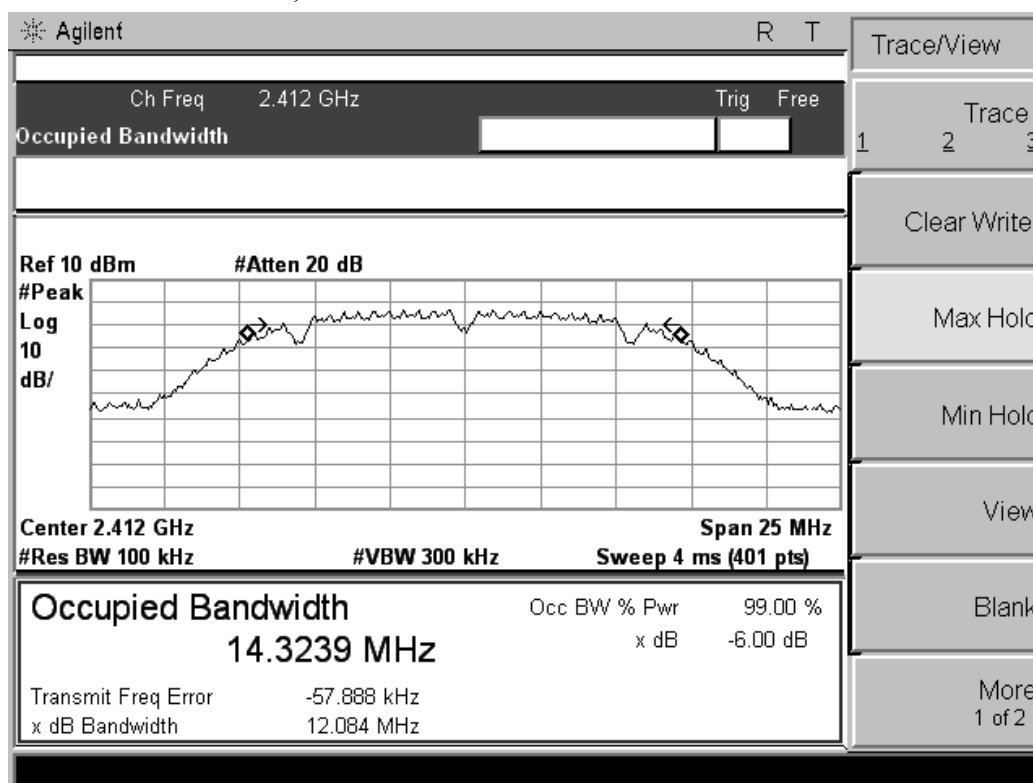 Agilent R T
Trace/View
Ch Freq 2.412 GHz Trig Free
Occupied Bandwidth
Trace
1 2 3
Clear Write
Ref 10 dBm #Atten 20 dB
#Peak
Log
10
dB/
Max Hold
Min Hold
Center 2.412 GHz Span 25 MHz
#Res BW 100 kHz #VBW 300 kHz Sweep 4 ms (401 pts)
View
Occupied Bandwidth
14.3239 MHz
Occ BW % Pwr 99.00 %
x dB -6.00 dB
Transmit Freq Error -57.888 kHz
x dB Bandwidth 12.084 MHz
Blank
More
1 of 2